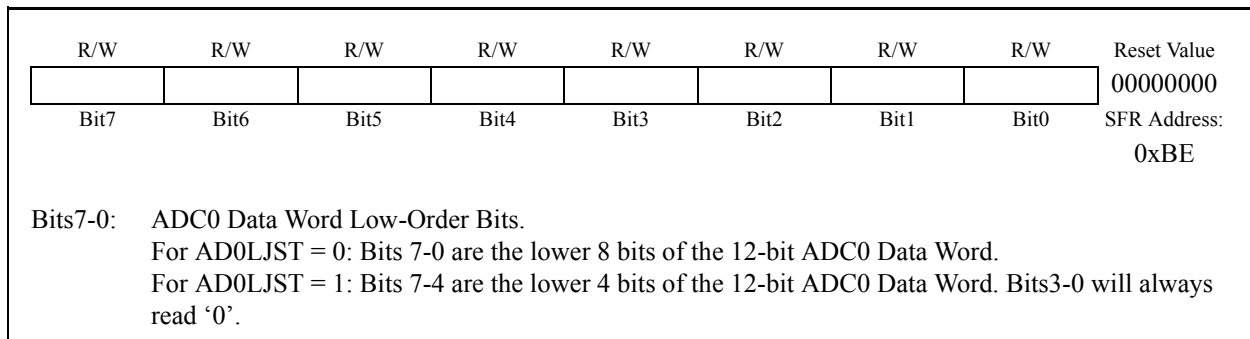 R/W R/W R/W R/W R/W R/W R/W R/W Reset Value
00000000
Bit7 Bit6 Bit5 Bit4 Bit3 Bit2 Bit1 Bit0 SFR Address:
0xBE
Bits7-0: ADC0 Data Word Low-Order Bits.
For AD0LJST = 0: Bits 7-0 are the lower 8 bits of the 12-bit ADC0 Data Word.
For AD0LJST = 1: Bits 7-4 are the lower 4 bits of the 12-bit ADC0 Data Word. Bits3-0 will always
read ‘0’.